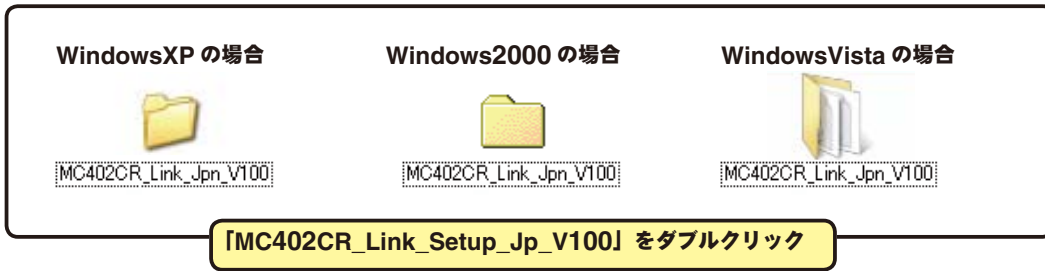 WindowsXP の場合
Windows2000 の場合
WindowsVista の場合
MC402CR_Link_Jpn_V100
MC402CR_Link_Jpn_V100
MC402CR_Link_Jpn_V100
「MC402CR_Link_Setup_Jp_V100」をダブルクリック